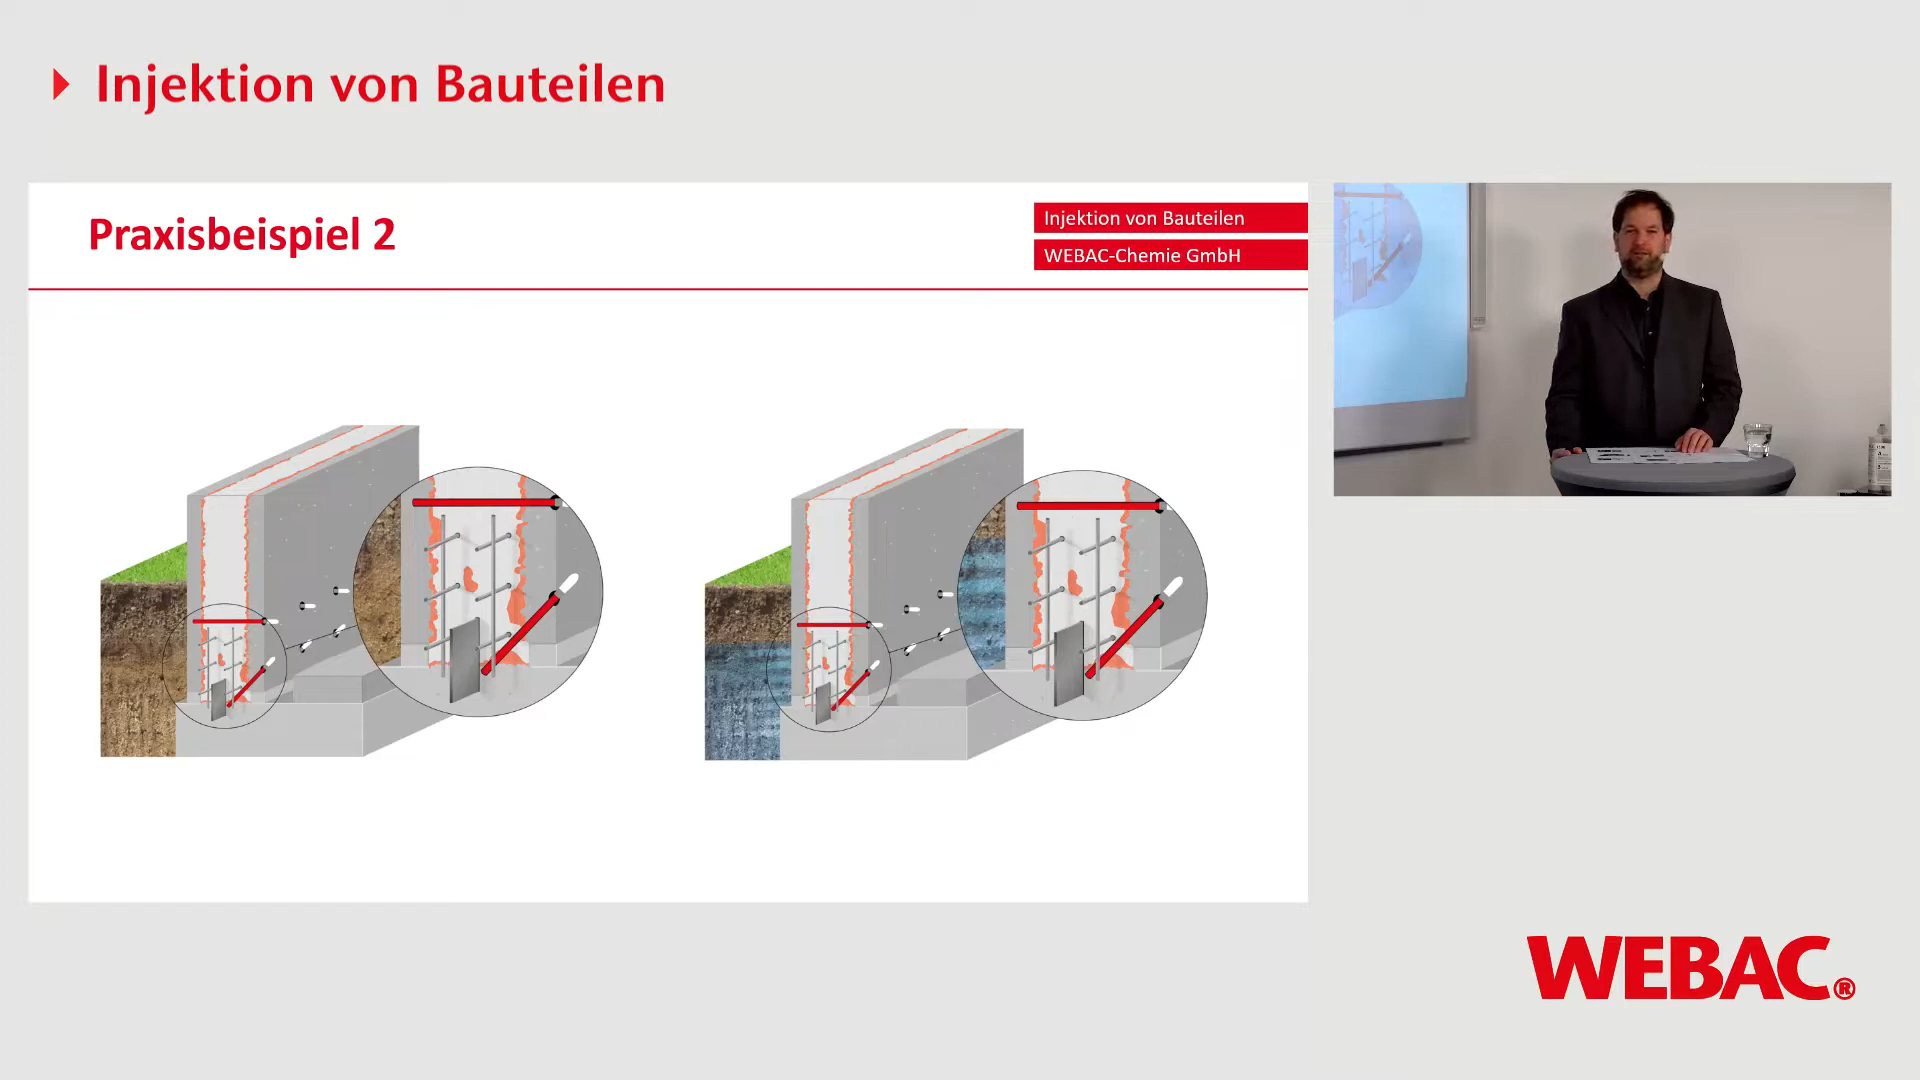 Injektion von Bauteilen
Praxisbeispiel 2
Injektion von Bauteilen
WEBAC-Chemie GmbH
WEBAC®